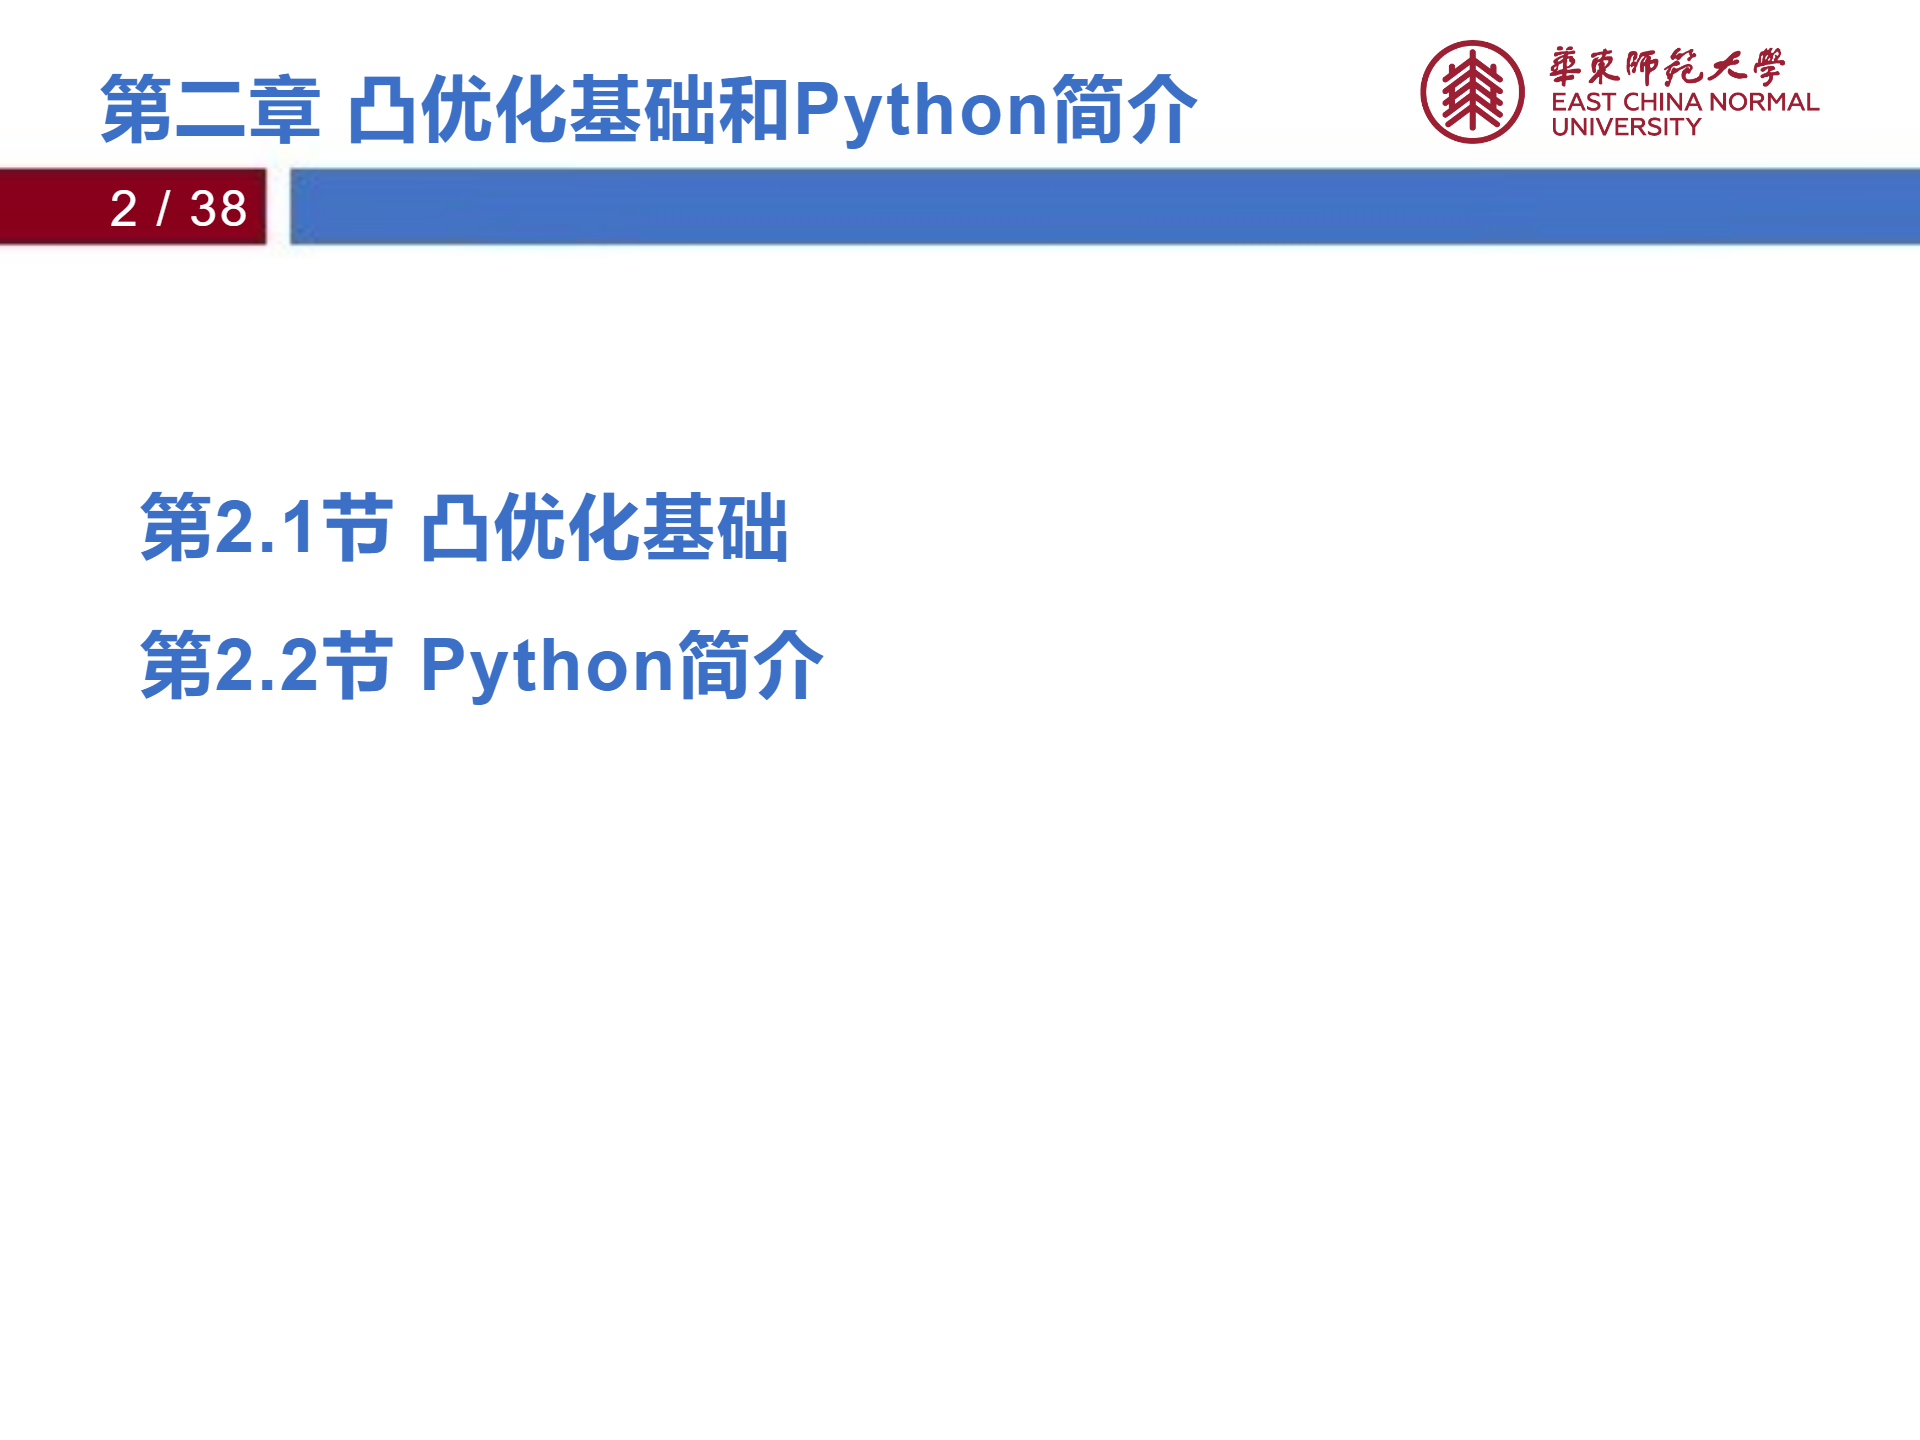 第二章 凸优化基础和Python简介
華東師範大學
EAST CHINA NORMAL
UNIVERSITY
2 / 38
第2.1节 凸优化基础
第2.2节 Python简介